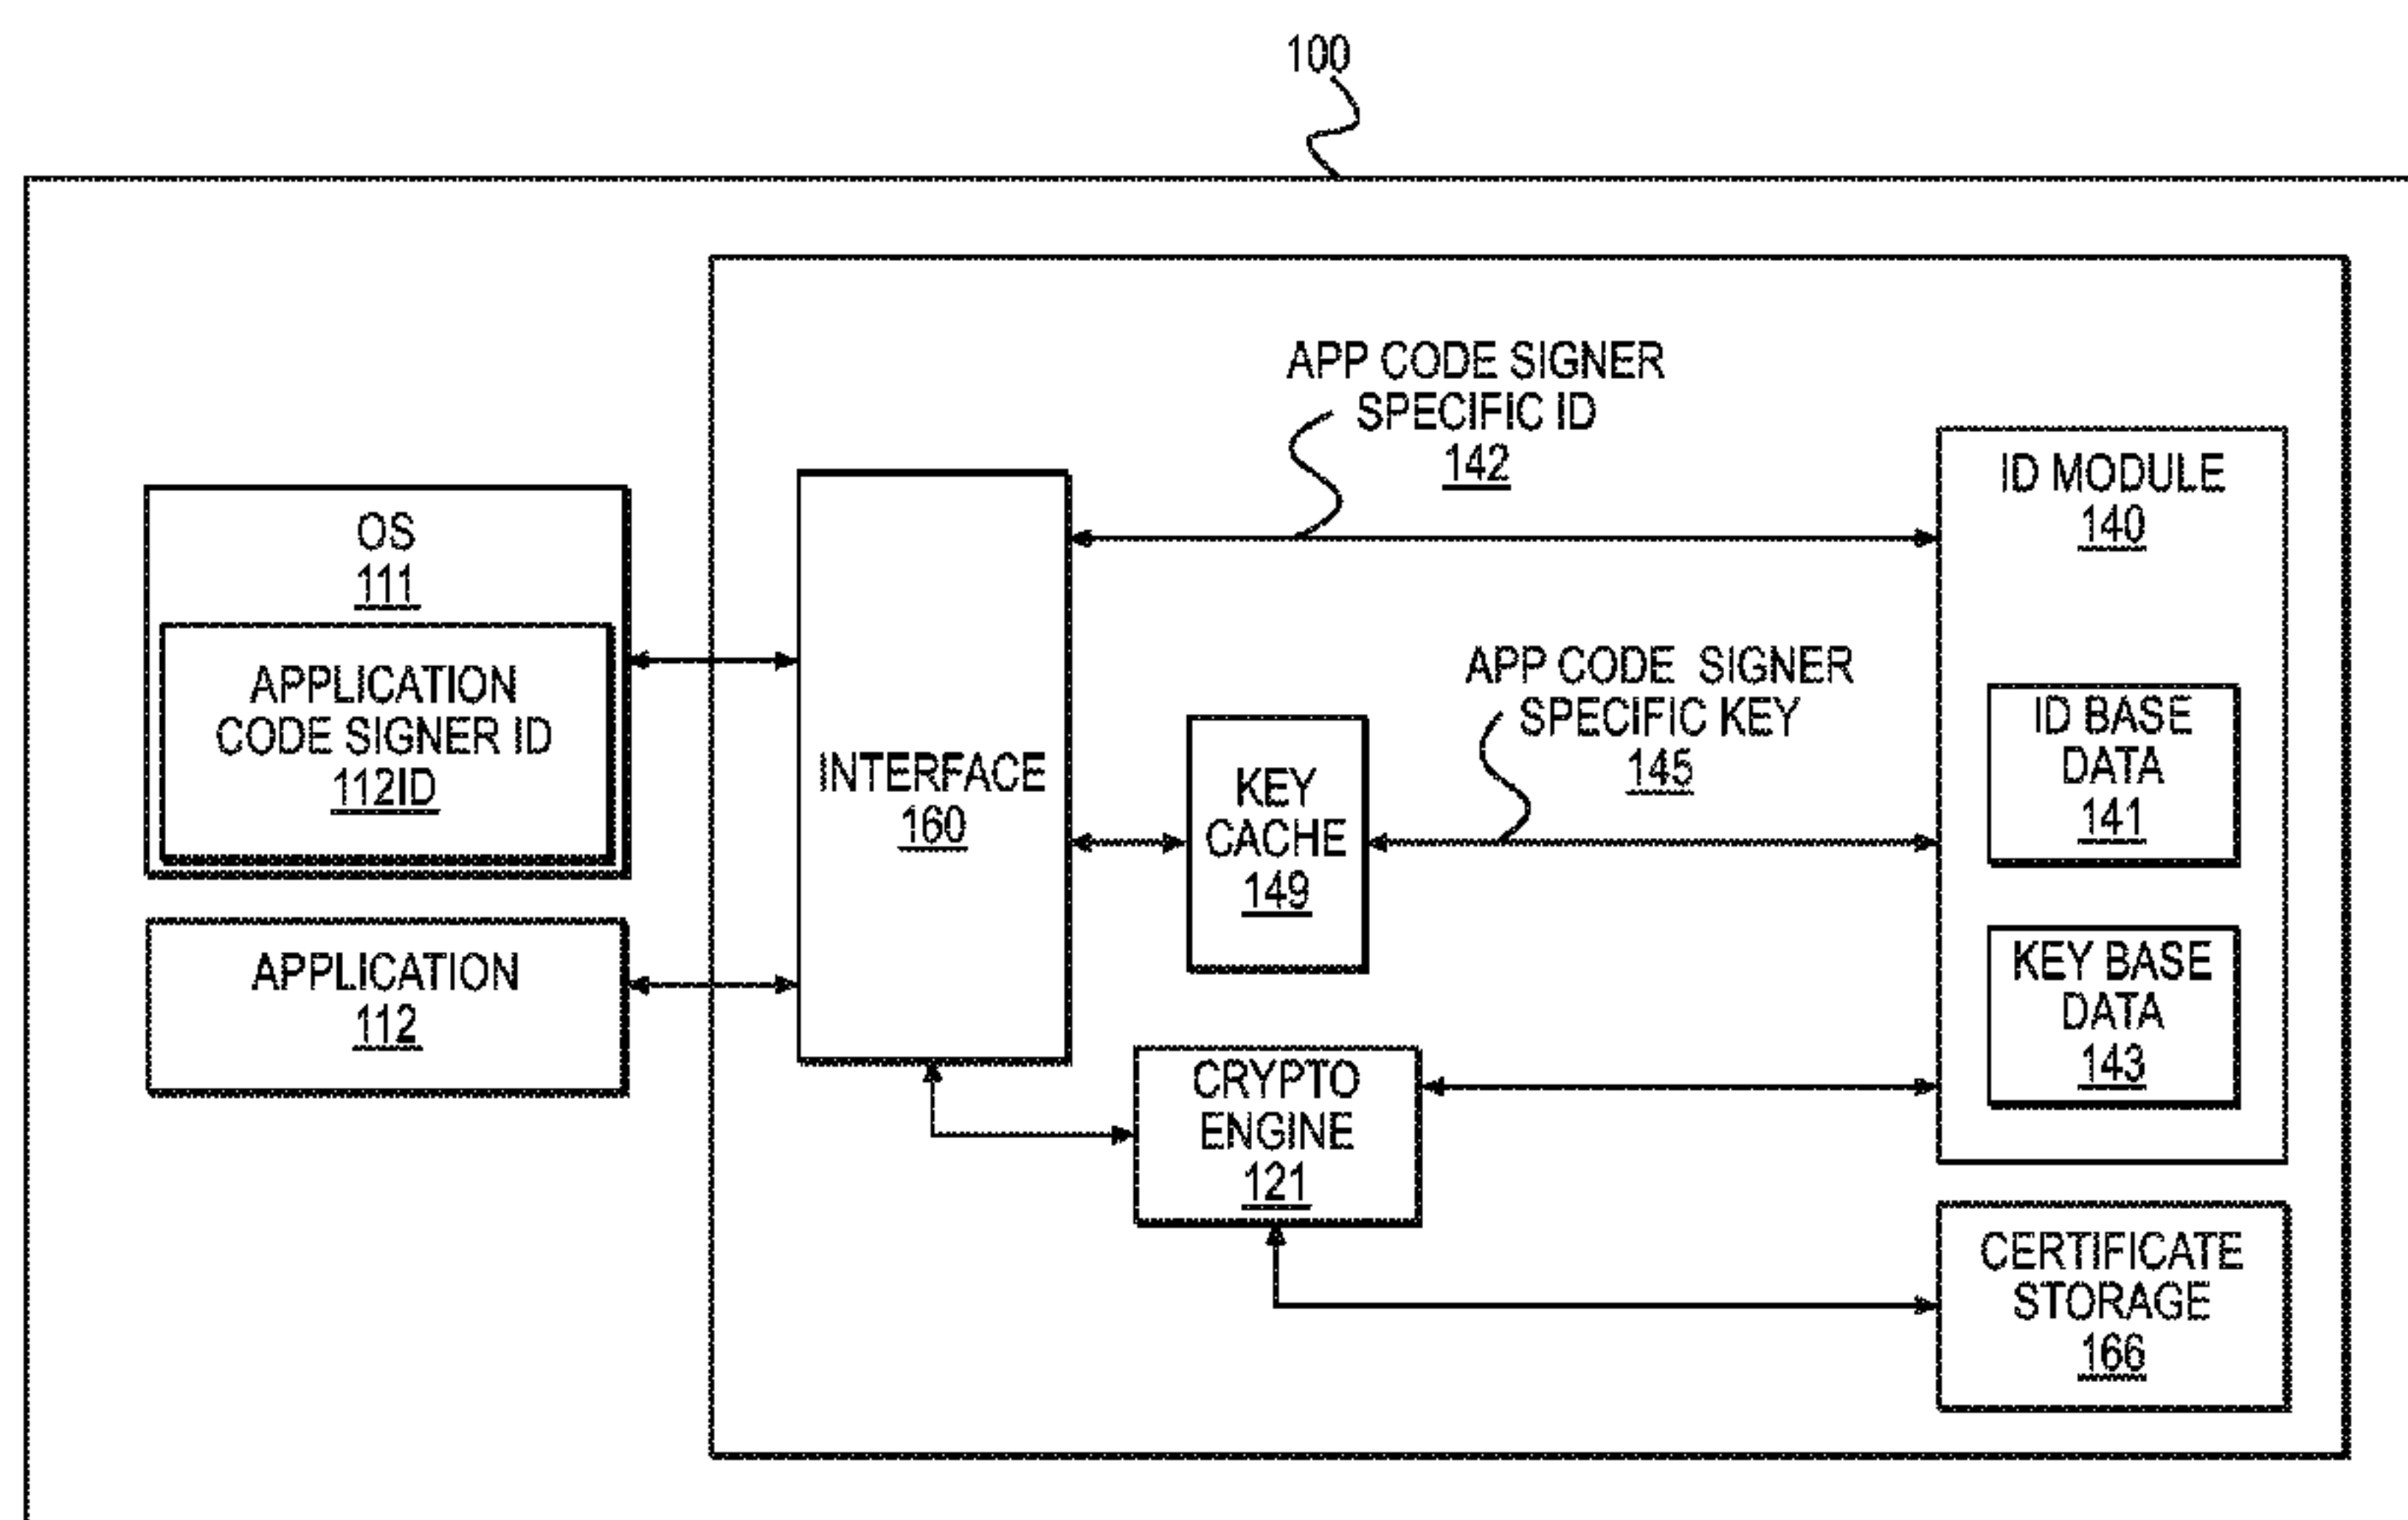 100
APP CODE SIGNER
SPECIFIC ID
142
ID MODULE
140
OS
111
APPLICATION
CODE SIGNER ID
112ID
APP CODE SIGNER
SPECIFIC KEY
145
ID BASE
DATA
141
INTERFACE
160
KEY
CACHE
149
APPLICATION
112
KEY BASE
DATA
143
CRYPTO
ENGINE
121
CERTIFICATE
STORAGE
166